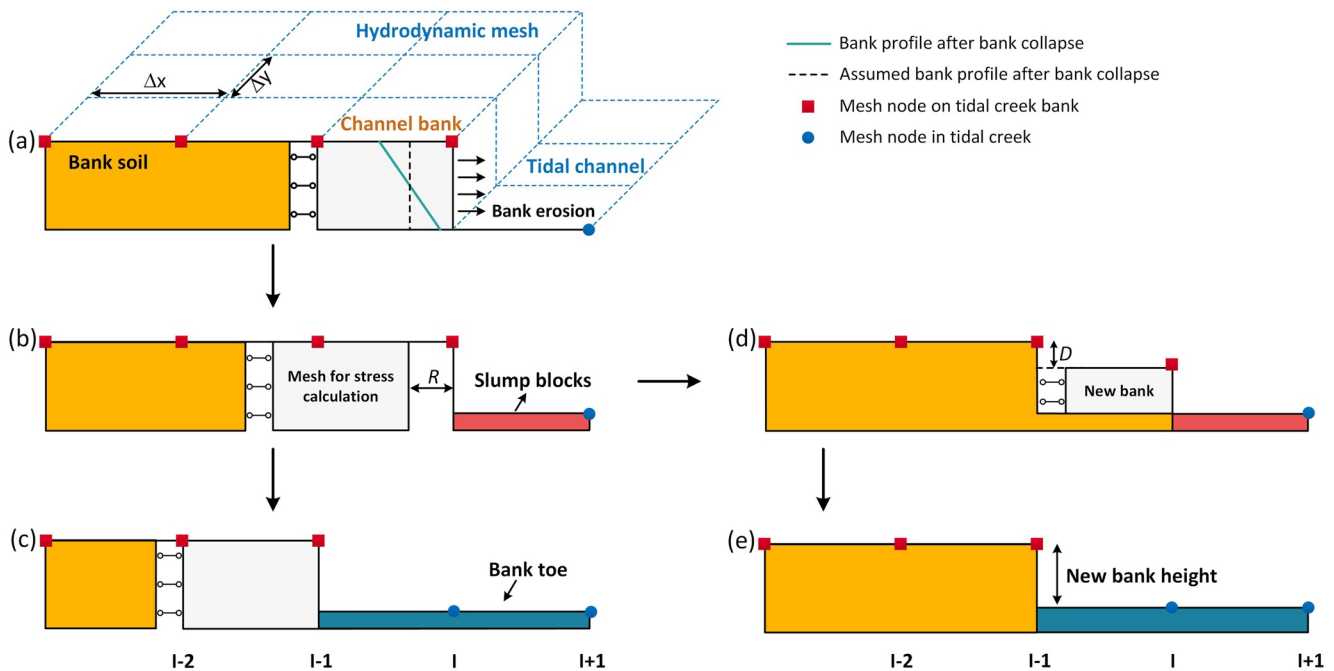 Hydrodynamic mesh
Δx
Δy
Bank profile after bank collapse
Assumed bank profile after bank collapse
Mesh node on tidal creek bank
Mesh node in tidal creek
(a)
Channel bank
Bank soil
Tidal channel
Bank erosion
(b)
Mesh for stress
calculation
R
Slump blocks
(d)
D
New bank
(c)
Bank toe
(e)
New bank height
I-2
I-1
I
I+1
I-2
I-1
I
I+1